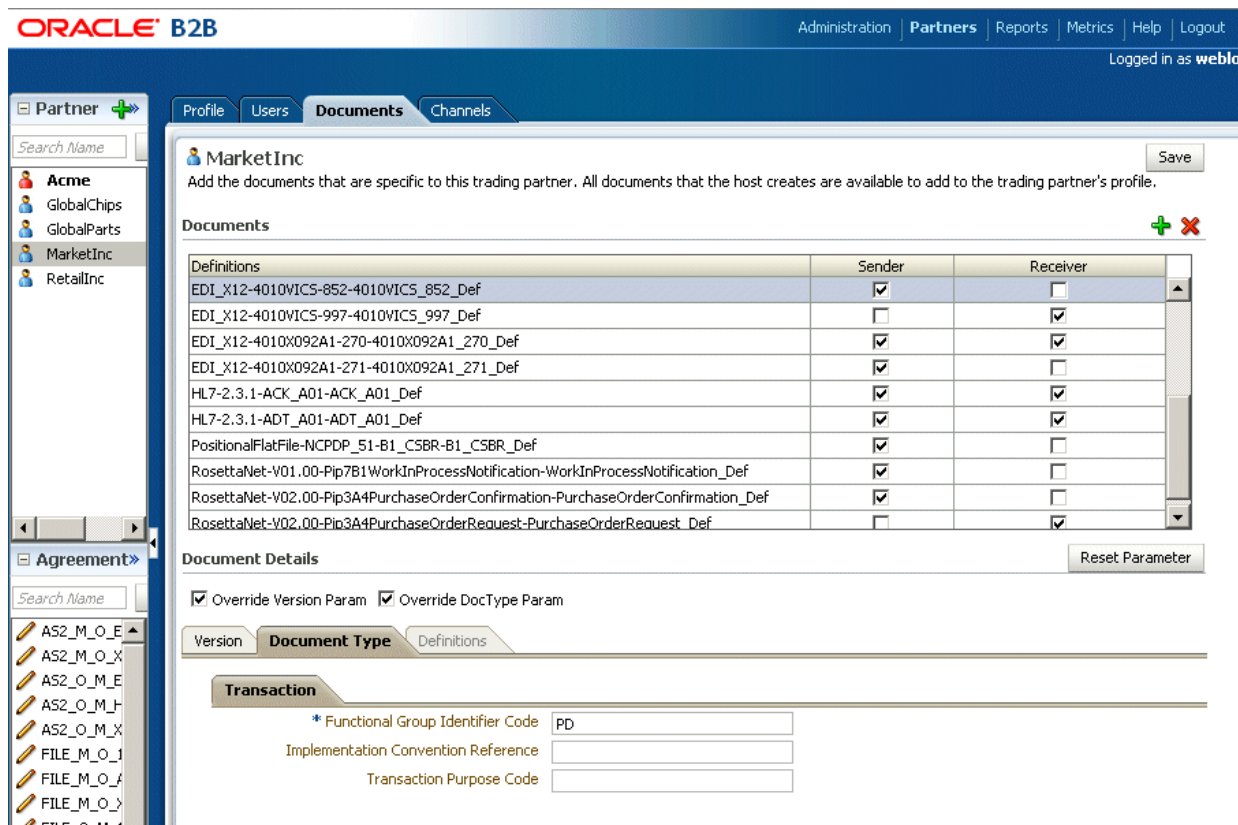 ORACLE B2B
Administration Partners Reports Metrics Help Logout
Logged in as weblo
Partner
Search Name
Acme
GlobalChips
GlobalParts
MarketInc
RetailInc
Agreement
Search Name
AS2_M_O_E
AS2_M_O_X
AS2_O_M_E
AS2_O_M_H
AS2_O_M_X
FILE_M_O_1
FILE_M_O_A
FILE_M_O_X
Profile Users Documents Channels
MarketInc Save
Add the documents that are specific to this trading partner. All documents that the host creates are available to add to the trading partner's profile.
Documents
Definitions Sender Receiver
EDI_X12-4010VICS-852-4010VICS_852_Def
EDI_X12-4010VICS-997-4010VICS_997_Def
EDI_X12-4010X092A1-270-4010X092A1_270_Def
EDI_X12-4010X092A1-271-4010X092A1_271_Def
HL7-2.3.1-ACK_A01-ACK_A01_Def
HL7-2.3.1-ADT_A01-ADT_A01_Def
PositionalFlatFile-NCPDP_51-B1_CSBR-B1_CSBR_Def
RosettaNet-V01.00-Pip7B1WorkInProcessNotification-WorkInProcessNotification_Def
RosettaNet-V02.00-Pip3A4PurchaseOrderConfirmation-PurchaseOrderConfirmation_Def
RosettaNet-V02.00-Pip3A4PurchaseOrderRequest-PurchaseOrderRequest_Def
Document Details Reset Parameter
Override Version Param Override DocType Param
Version Document Type Definitions
Transaction
* Functional Group Identifier Code PD
Implementation Convention Reference
Transaction Purpose Code